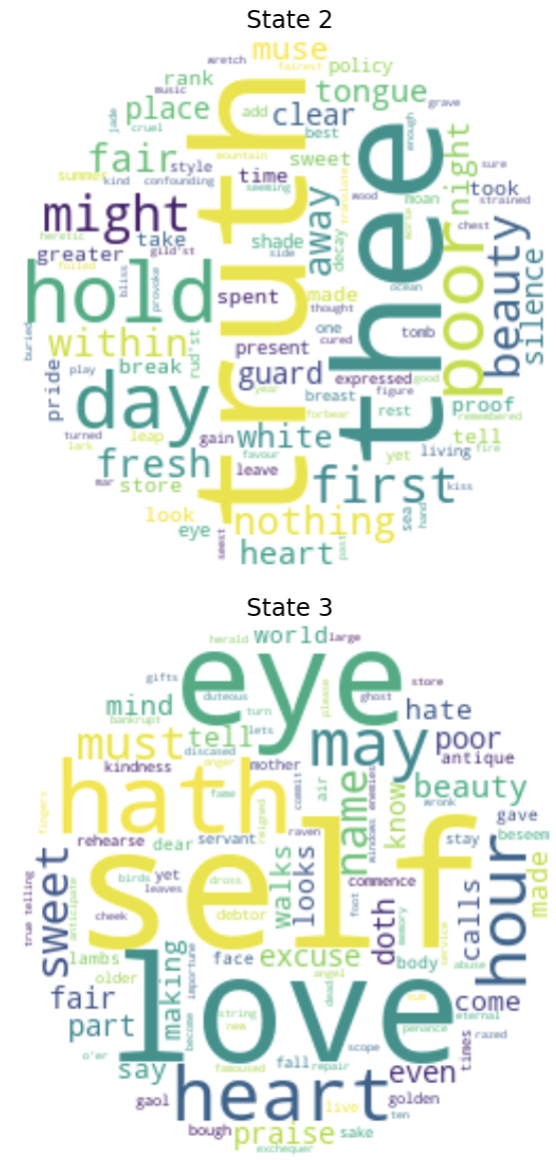 State 2
muse
wretch
fairest
policy
rank
music
tongue
place
add
clear
grave
jade
cruel
best
enough
fair
style
mountain
sweet
night
sure
summer
kind
confounding
time
seeming
translate
wood
moan
took
strained
might
truth
thee
worse
chest
heretic
gild'st
take
shade
away
decay
poor
beauty
greater
side
foiled
bliss
provoke
ocean
silence
hold
spent
made
thought
buried
within
rud'st
one
cured
tomb
present
break
guard
expressed
good
pride
play
day
year
figure
breast
rest
proof
forbear
remembered
turned
leap
gain
white
tell
lark
favour
yet
living
fire
fresh
leave
mar
store
first
kiss
look
nothing
sea
hand
eye
seest
heart
past
State 3
herald
world
large
gifts
eye
store
duteous
please
ghost
mind
turn
hate
bankrupt
lets
must
tell
may
poor
discased
antique
anger
mother
kindness
hath
commit
air
enemies
beauty
fame
name
know
wronk
fingers
reigned
windows
gave
raven
beseem
rehearse
dear
servant
stay
self
walks
looks
hour
made
sweet
birds
yet
dross
commence
calls
true telling
anticipate
leaves
cheek
debtor
foot
doth
memory
service
lambs
making
face
excuse
body
abuse
older
importune
angel
fair
love
dead
sum
come
part
become
string
new
eternal
penance
razed
o'er
scope
times
say
famoused
fall
repair
even
heart
golden
gaol
live
ten
bough
praise
sake
exchequer